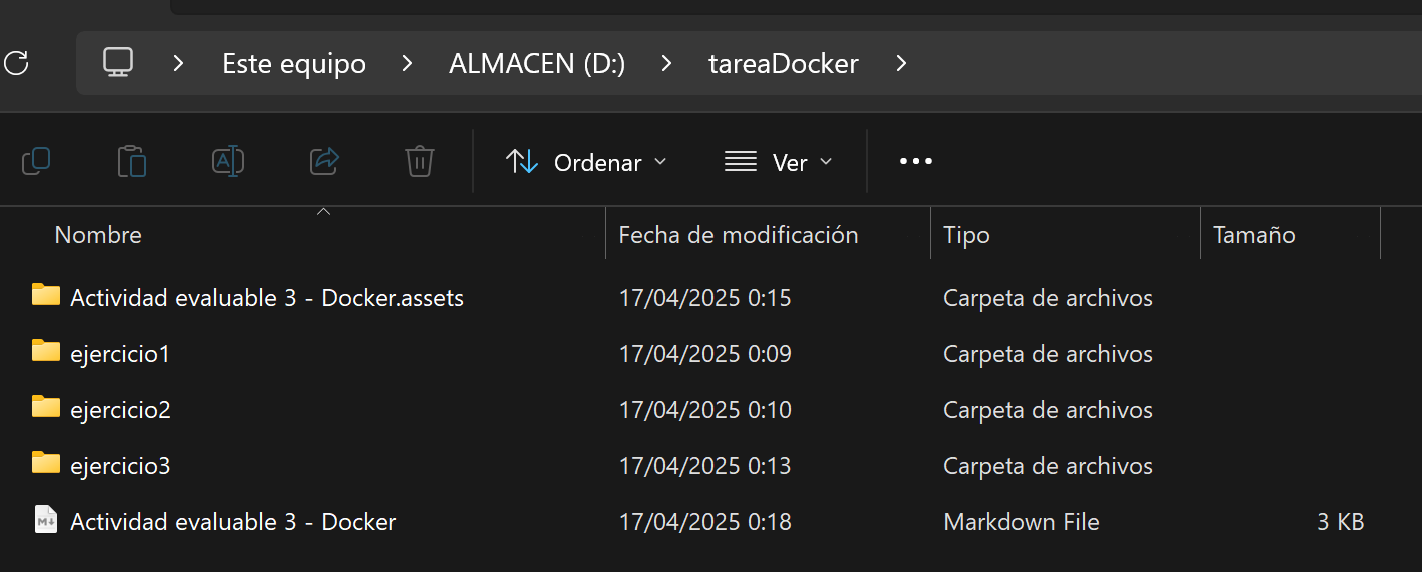 Este equipo > ALMACEN (D:) > tareaDocker >
Ordenar Ver
Nombre Fecha de modificación Tipo Tamaño
Actividad evaluable 3 - Docker.assets 17/04/2025 0:15 Carpeta de archivos
ejercicio1 17/04/2025 0:09 Carpeta de archivos
ejercicio2 17/04/2025 0:10 Carpeta de archivos
ejercicio3 17/04/2025 0:13 Carpeta de archivos
M Actividad evaluable 3 - Docker 17/04/2025 0:18 Markdown File 3 KB